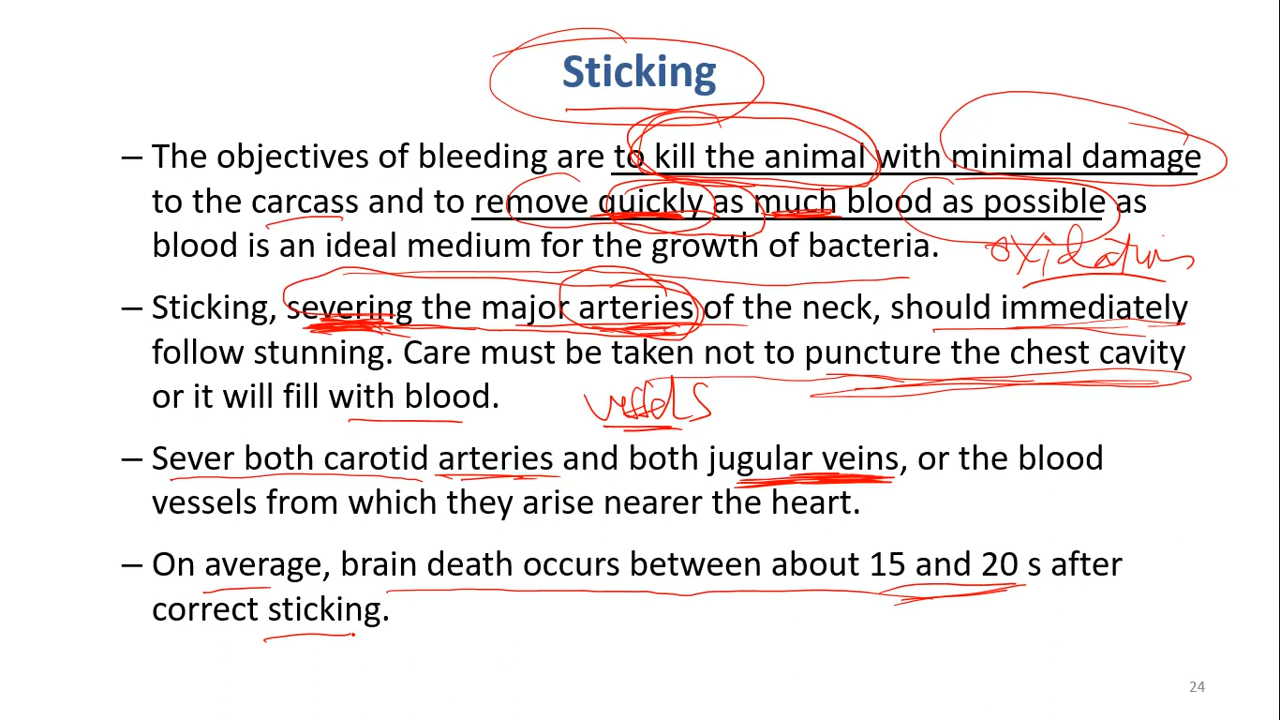 Sticking
– The objectives of bleeding are to kill the animal with minimal damage
to the carcass and to remove quickly as much blood as possible as
blood is an ideal medium for the growth of bacteria.
oxidation
– Sticking, severing the major arteries of the neck, should immediately
follow stunning. Care must be taken not to puncture the chest cavity
or it will fill with blood.
vessels
– Sever both carotid arteries and both jugular veins, or the blood
vessels from which they arise nearer the heart.
– On average, brain death occurs between about 15 and 20 s after
correct sticking.
24